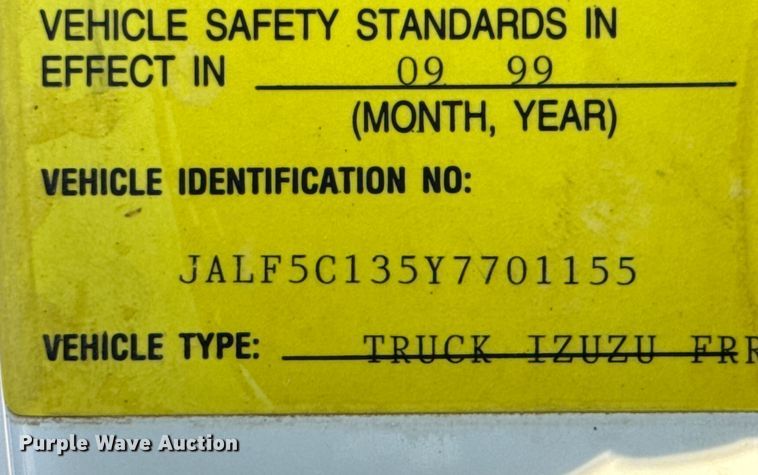 VEHICLE SAFETY STANDARDS IN
EFFECT IN 09 99
(MONTH, YEAR)
VEHICLE IDENTIFICATION NO:
JALF5C135Y7701155
VEHICLE TYPE: TRUCK IZUZU FRR
Purple Wave Auction